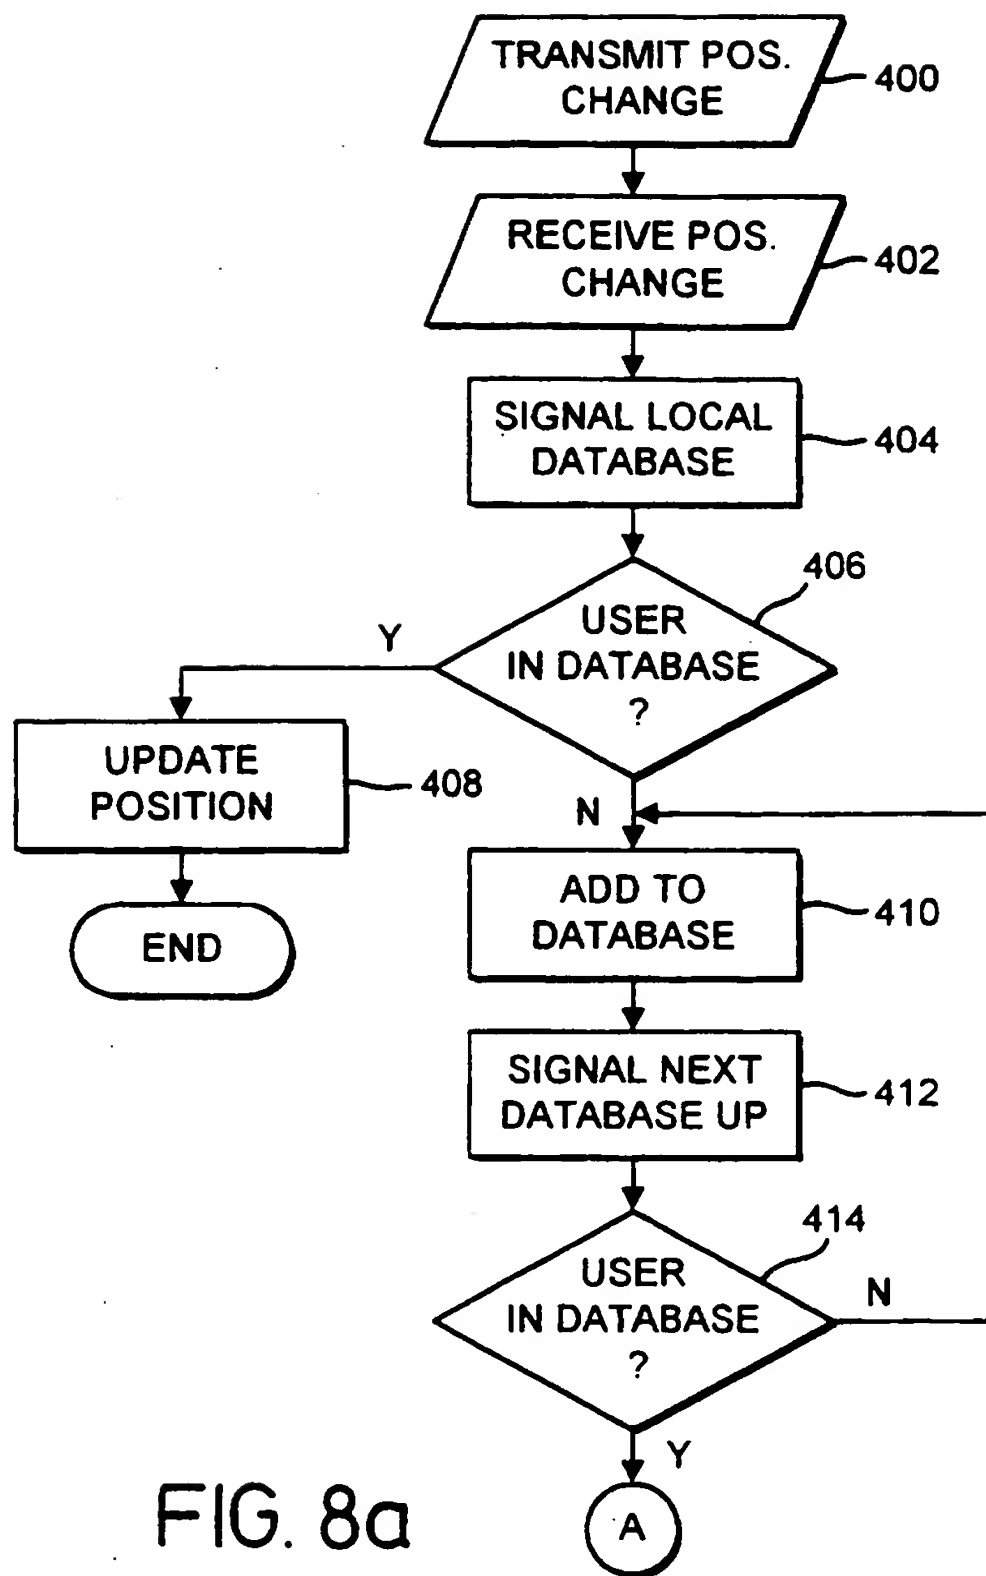 TRANSMIT POS.
CHANGE
400
RECEIVE POS.
CHANGE
402
SIGNAL LOCAL
DATABASE
404
406
USER
IN DATABASE
?
Y
UPDATE
POSITION
408
N
END
ADD TO
DATABASE
410
SIGNAL NEXT
DATABASE UP
412
414
USER
IN DATABASE
?
N
Y
A
FIG. 8a